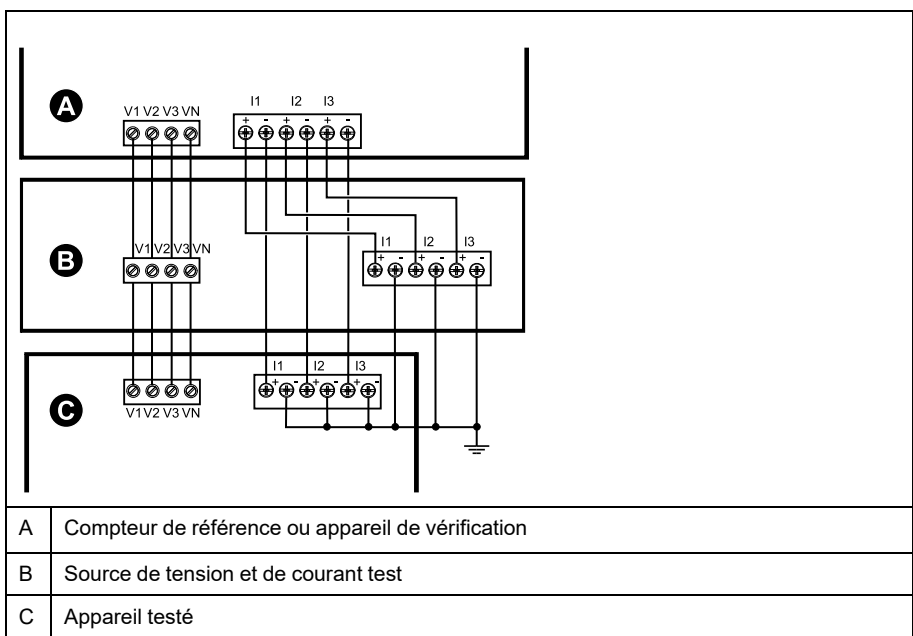 A
V1 V2 V3 VN
I1 I2 I3
+ - + - + -
B
V1 V2 V3 VN
I1 I2 I3
+ - + - + -
C
I1 I2 I3
+ - + - + -
V1 V2 V3 VN
A Compteur de référence ou appareil de vérification
B Source de tension et de courant test
C Appareil testé